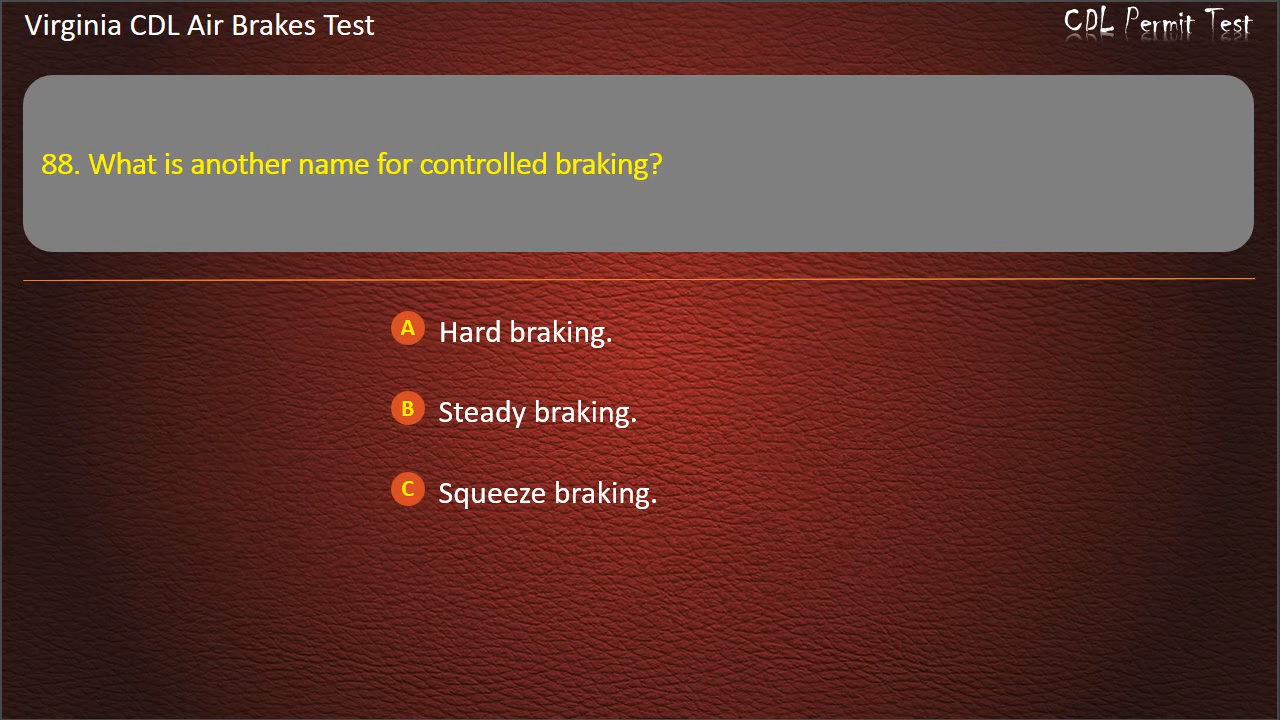 Virginia CDL Air Brakes Test
CDL Permit Test
88. What is another name for controlled braking?
A Hard braking.
B Steady braking.
C Squeeze braking.